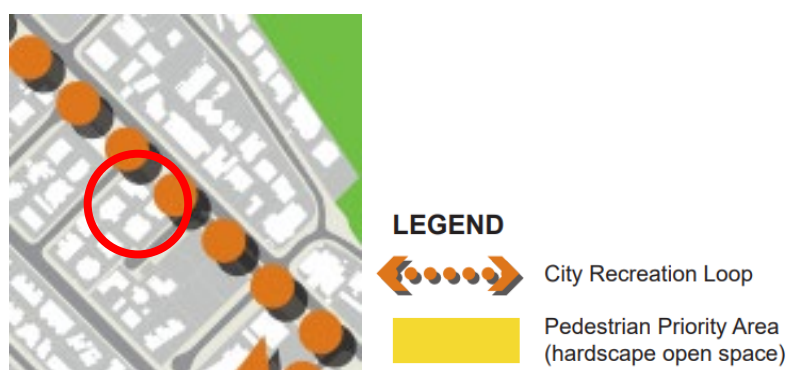 LEGEND
City Recreation Loop
Pedestrian Priority Area
(hardscape open space)